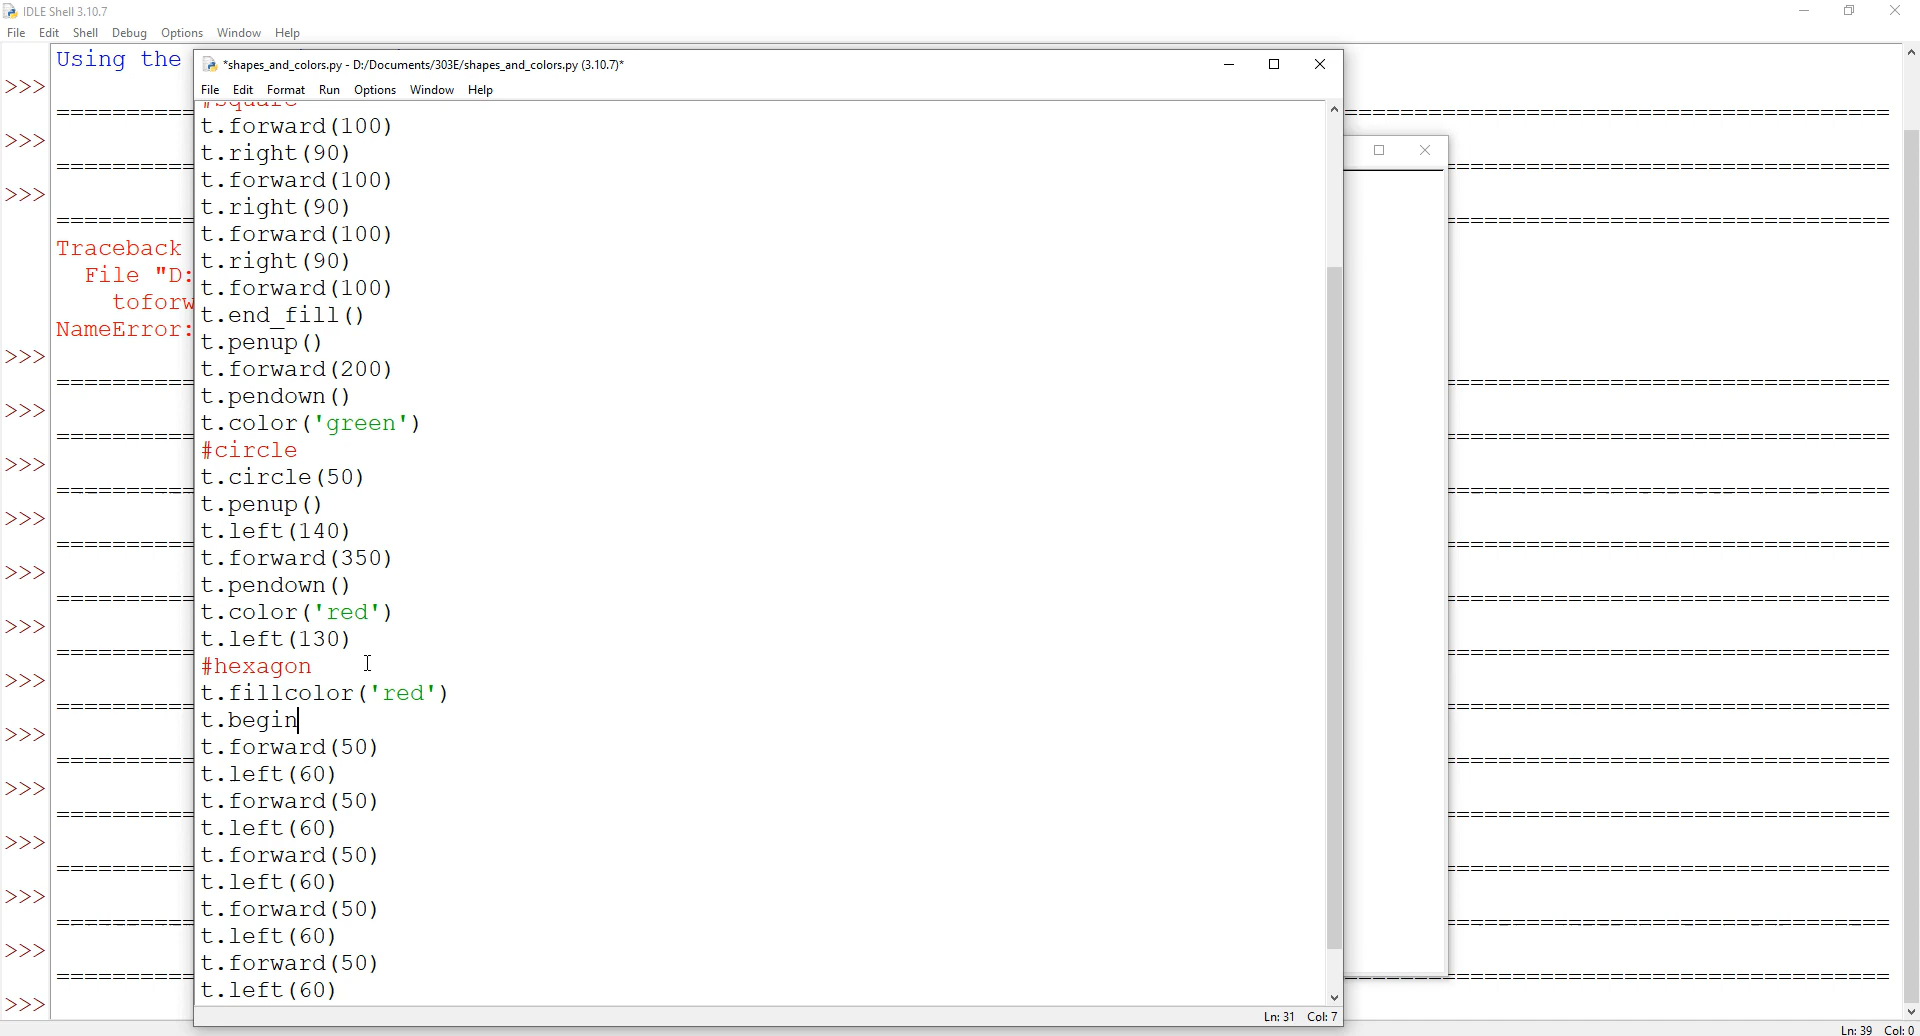 IDLE Shell 3.10.7
File Edit Shell Debug Options Window Help
Using the
>>>
>>>
>>>
Traceback
File "D:
toforw
NameError:
>>>
>>>
>>>
>>>
>>>
>>>
>>>
>>>
>>>
>>>
>>>
>>>
>>>
*shapes_and_colors.py - D:/Documents/303E/shapes_and_colors.py (3.10.7)*
File Edit Format Run Options Window Help
#square
t.forward(100)
t.right(90)
t.forward(100)
t.right(90)
t.forward(100)
t.right(90)
t.forward(100)
t.end_fill()
t.penup()
t.forward(200)
t.pendown()
t.color('green')
#circle
t.circle(50)
t.penup()
t.left(140)
t.forward(350)
t.pendown()
t.color('red')
t.left(130)
#hexagon
t.fillcolor('red')
t.begin
t.forward(50)
t.left(60)
t.forward(50)
t.left(60)
t.forward(50)
t.left(60)
t.forward(50)
t.left(60)
t.forward(50)
t.left(60)
Ln: 31 Col: 7
Ln: 39 Col: 0